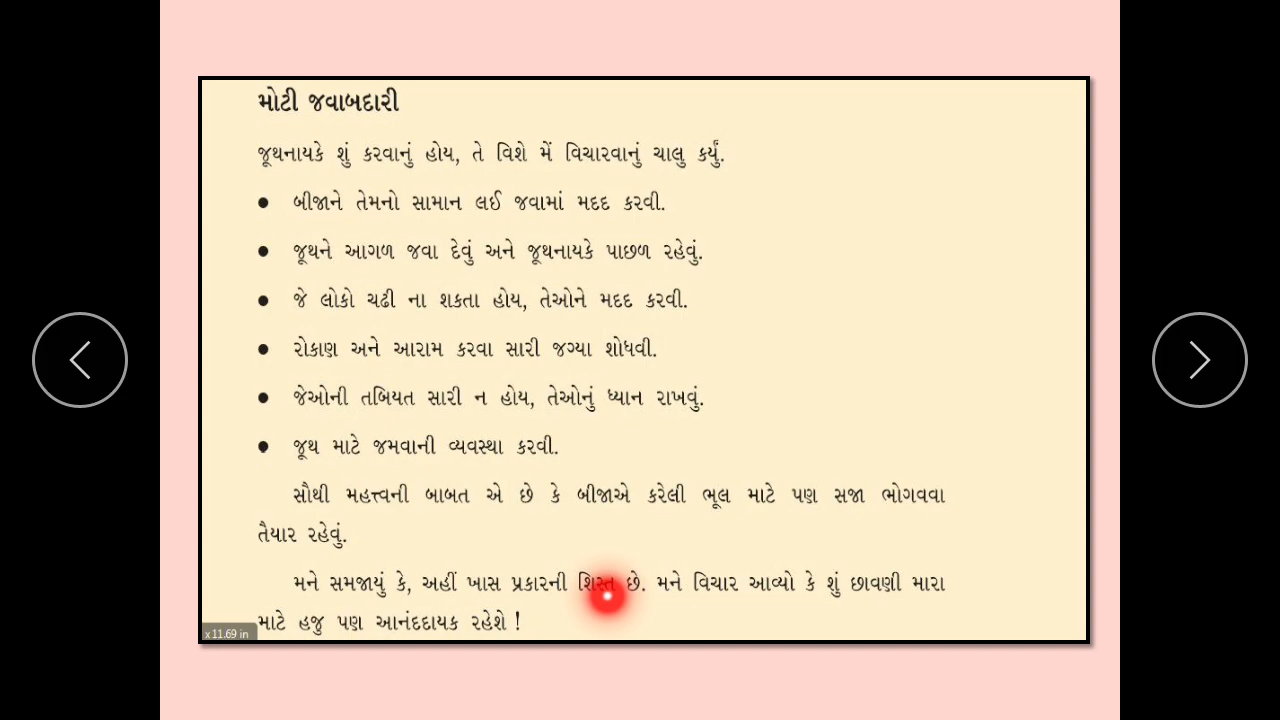 મોટી જવાબદારી
જૂથનાયકે શું કરવાનું હોય, તે વિશે મેં વિચારવાનું ચાલુ કર્યું.
● બીજાને તેમનો સામાન લઈ જવામાં મદદ કરવી.
● જૂથને આગળ જવા દેવું અને જૂથનાયકે પાછળ રહેવું.
● જે લોકો ચઢી ના શકતા હોય, તેઓને મદદ કરવી.
● રોકાણ અને આરામ કરવા સારી જગ્યા શોધવી.
● જેઓની તબિયત સારી ન હોય, તેઓનું ધ્યાન રાખવું.
● જૂથ માટે જમવાની વ્યવસ્થા કરવી.
સૌથી મહત્ત્વની બાબત એ છે કે બીજાએ કરેલી ભૂલ માટે પણ સજા ભોગવવા
તૈયાર રહેવું.
મને સમજાયું કે, અહીં ખાસ પ્રકારની શિસ્ત છે. મને વિચાર આવ્યો કે શું છાવણી મારા
માટે હજુ પણ આનંદદાયક રહેશે !
x 11.69 in